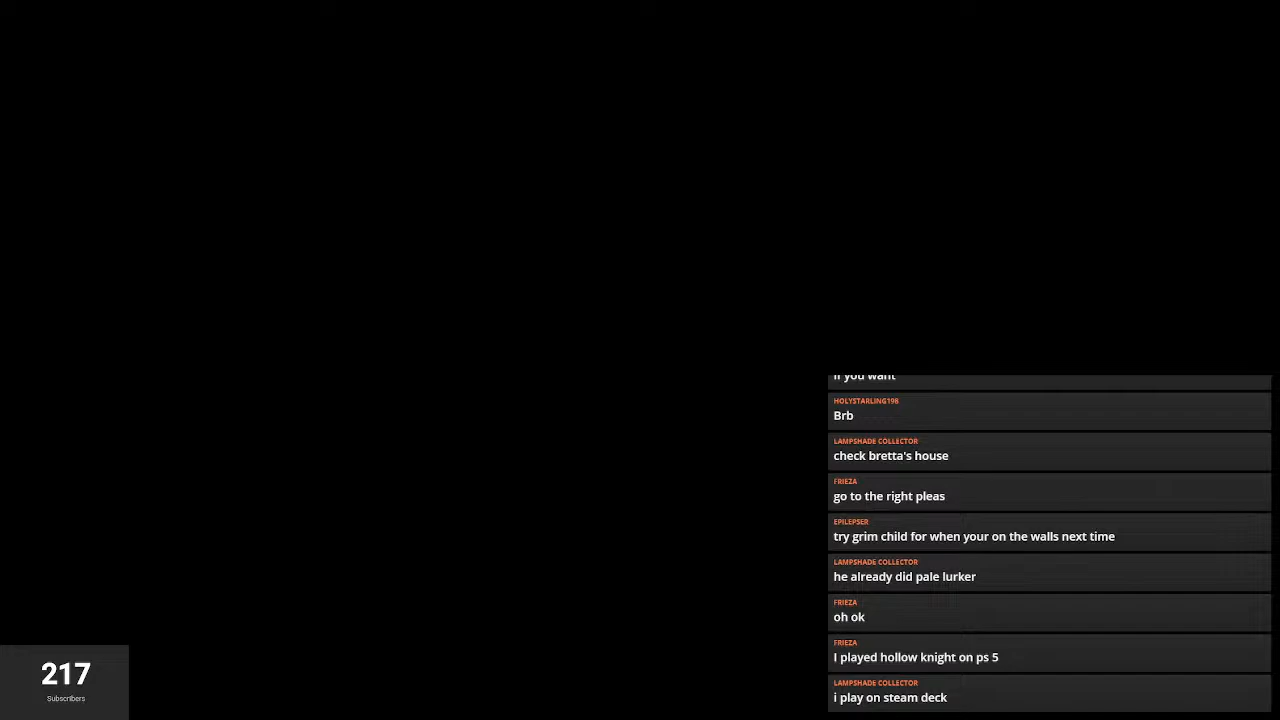 if you want
HOLYSTARLING198
Brb
LAMPSHADE COLLECTOR
check bretta's house
FRIEZA
go to the right pleas
EPILEPSER
try grim child for when your on the walls next time
LAMPSHADE COLLECTOR
he already did pale lurker
FRIEZA
oh ok
FRIEZA
I played hollow knight on ps 5
LAMPSHADE COLLECTOR
i play on steam deck
217
Subscribers